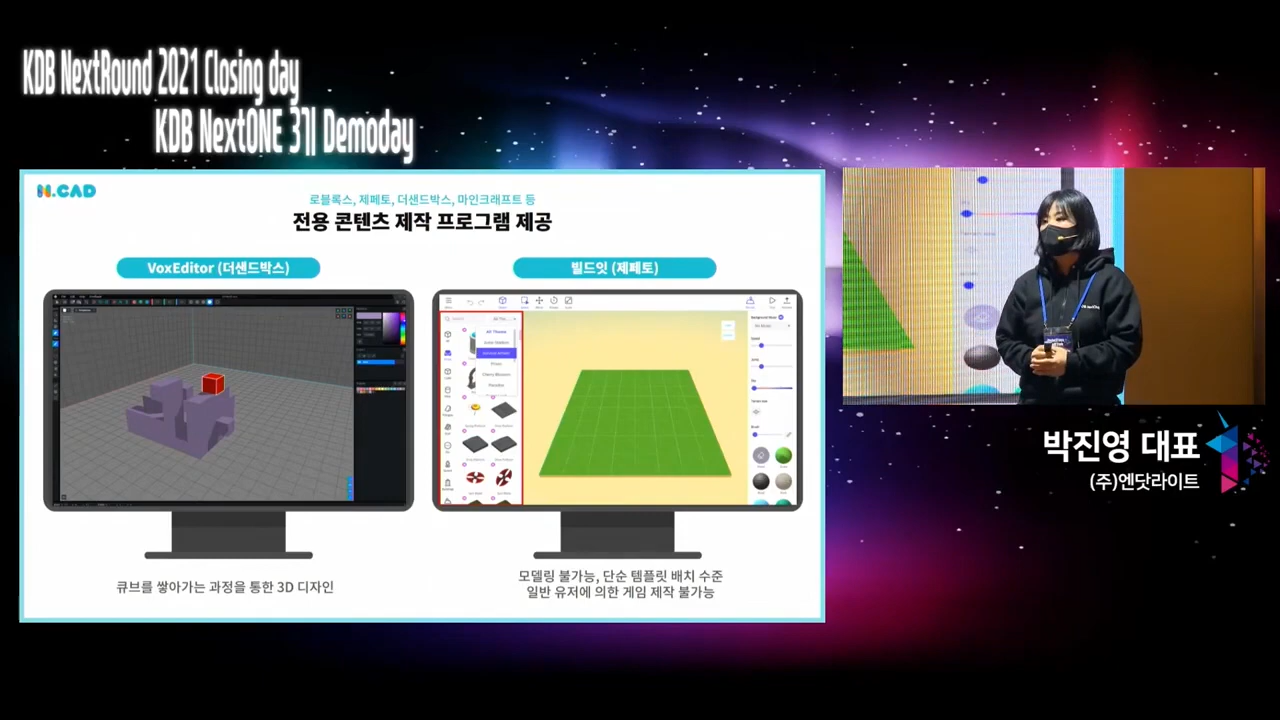 KDB NextRound 2021 Closing day
KDB NextONE 3기 Demoday
N.CAD
로블록스, 제페토, 더샌드박스, 마인크래프트 등
전용 콘텐츠 제작 프로그램 제공
VoxEditor (더샌드박스)
빌드잇 (제페토)
큐브를 쌓아가는 과정을 통한 3D 디자인
모델링 불가능, 단순 템플릿 배치 수준
일반 유저에 의한 게임 제작 불가능
박진영 대표
(주)엔닷라이트